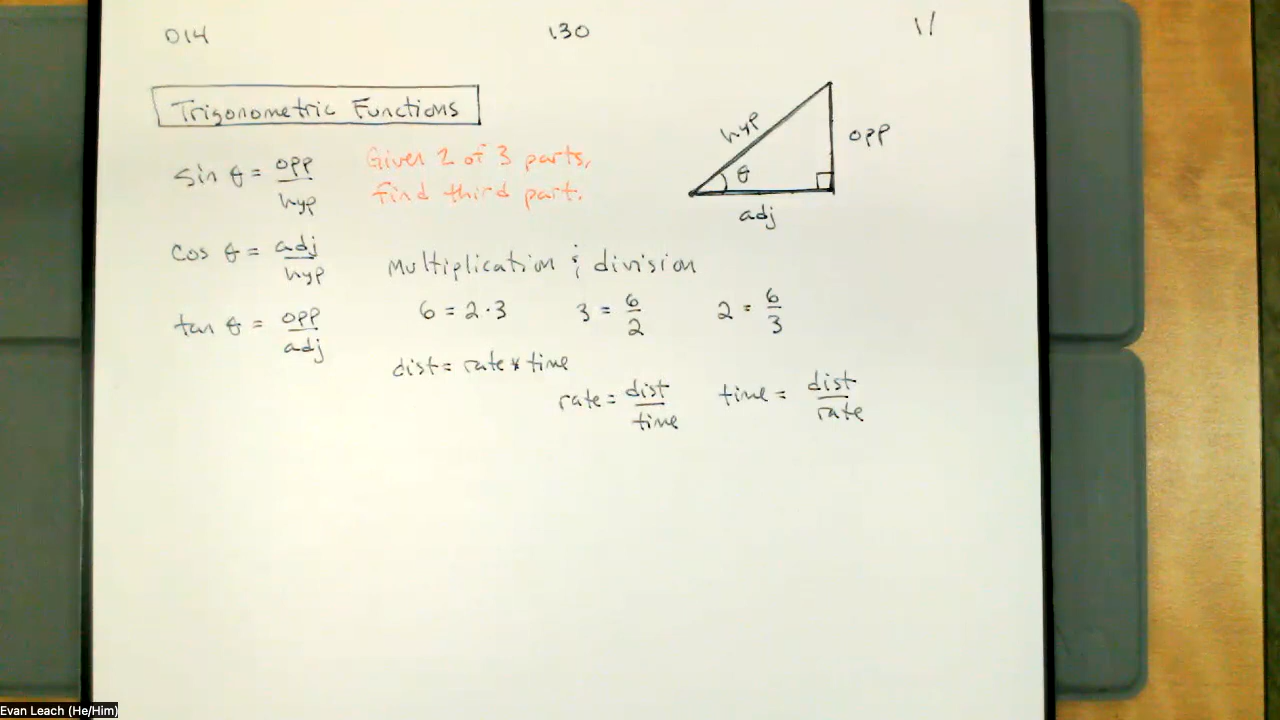 014 130 1/
Trigonometric Functions
sin θ = opp/hyp
Given 2 of 3 parts,
find third part.
hyp
opp
θ
adj
cos θ = adj/hyp
Multiplication & division
6 = 2·3 3 = 6/2 2 = 6/3
tan θ = opp/adj
dist = rate * time
rate = dist/time time = dist/rate
Evan Leach (He/Him)